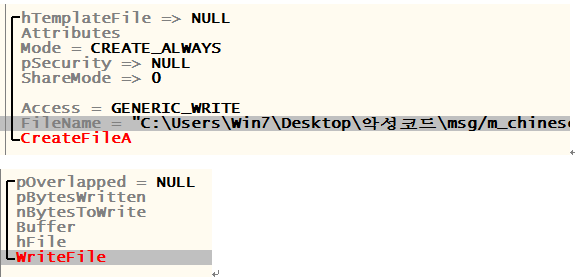 hTemplateFile => NULL
Attributes
Mode = CREATE_ALWAYS
pSecurity => NULL
ShareMode => 0
Access = GENERIC_WRITE
FileName = "C:\Users\Win7\Desktop\악성코드\msg/m_chines
CreateFileA
pOverlapped = NULL
pBytesWritten
nBytesToWrite
Buffer
hFile
WriteFile